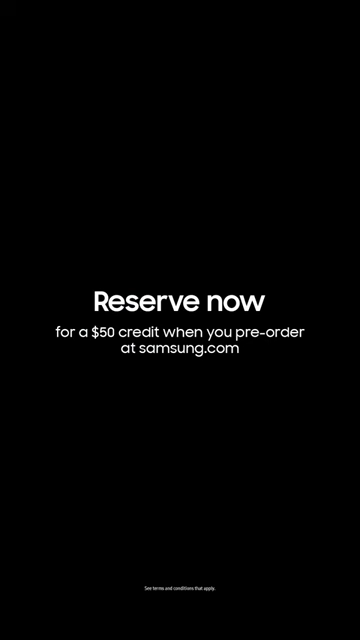 Reserve now
for a $50 credit when you pre-order
at samsung.com
See terms and conditions that apply.